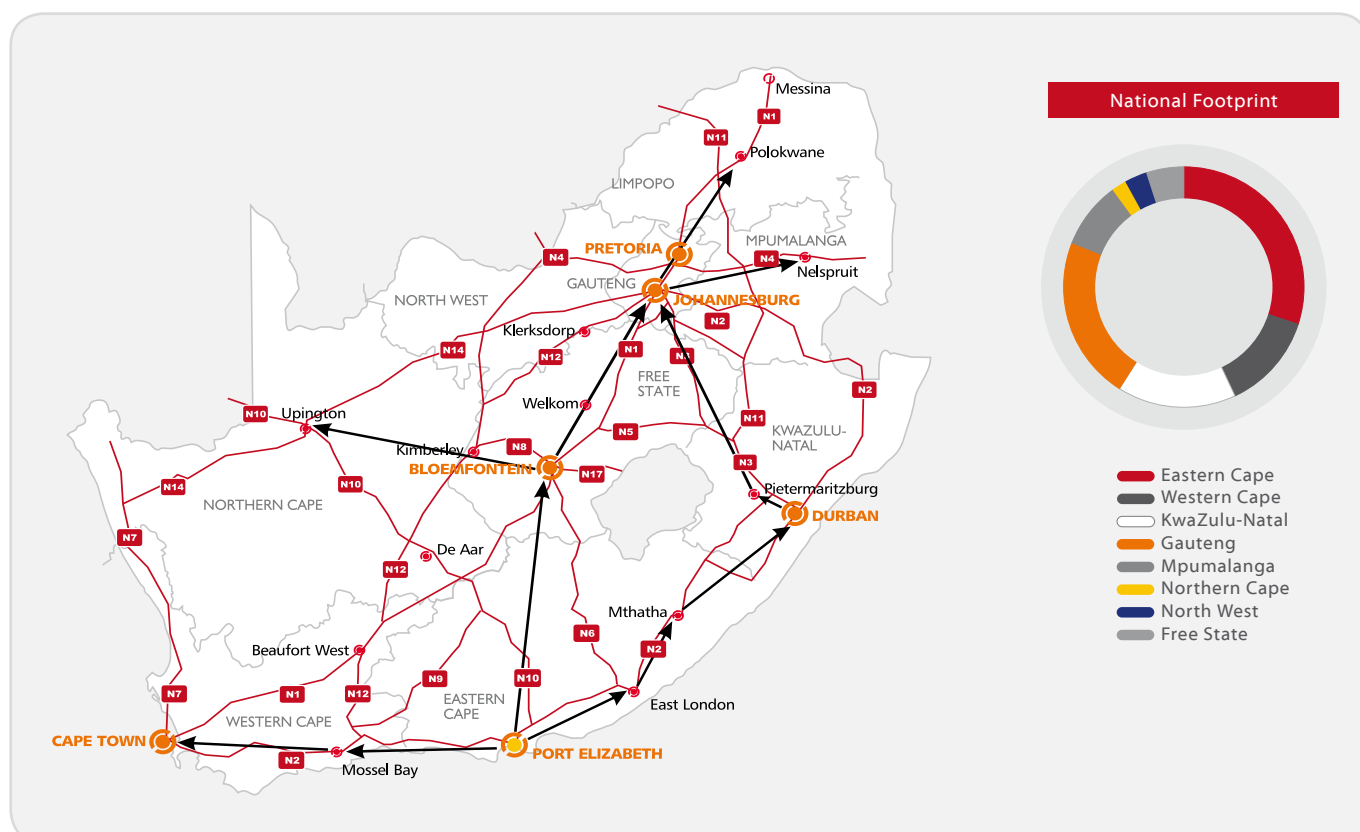 National Footprint
Messina
N1
N11
Polokwane
LIMPOPO
PRETORIA
MPUMALANGA
N4
N4
Nelspruit
GAUTENG
NORTH WEST
JOHANNESBURG
N2
Klerksdorp
N14
N12
N1
FREE
STATE
N2
Welkom
N10
Upington
N11
N5
KWAZULU-
NATAL
Kimberley
N8
BLOEMFONTEIN
N17
N3
N14
N10
Pietermaritzburg
NORTHERN CAPE
DURBAN
N7
De Aar
N12
Mthatha
N6
N2
Beaufort West
N9
N10
N7
N1
N12
EASTERN
CAPE
East London
WESTERN CAPE
CAPE TOWN
PORT ELIZABETH
N2
Mossel Bay
Eastern Cape
Western Cape
KwaZulu-Natal
Gauteng
Mpumalanga
Northern Cape
North West
Free State